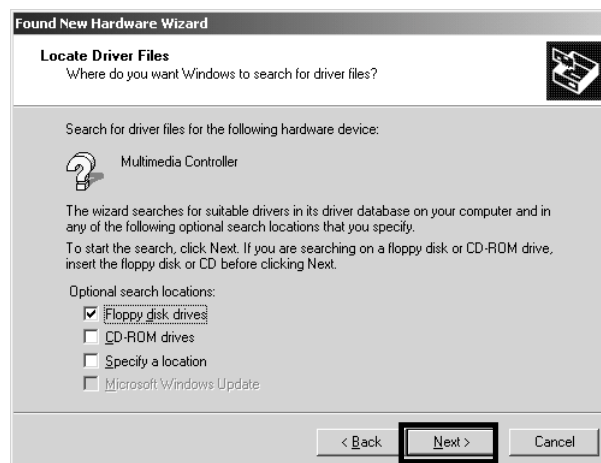 Found New Hardware Wizard
Locate Driver Files
Where do you want Windows to search for driver files?
Search for driver files for the following hardware device:
Multimedia Controller
The wizard searches for suitable drivers in its driver database on your computer and in
any of the following optional search locations that you specify.
To start the search, click Next. If you are searching on a floppy disk or CD-ROM drive,
insert the floppy disk or CD before clicking Next.
Optional search locations:
Floppy disk drives
CD-ROM drives
Specify a location
Microsoft Windows Update
< Back Next > Cancel